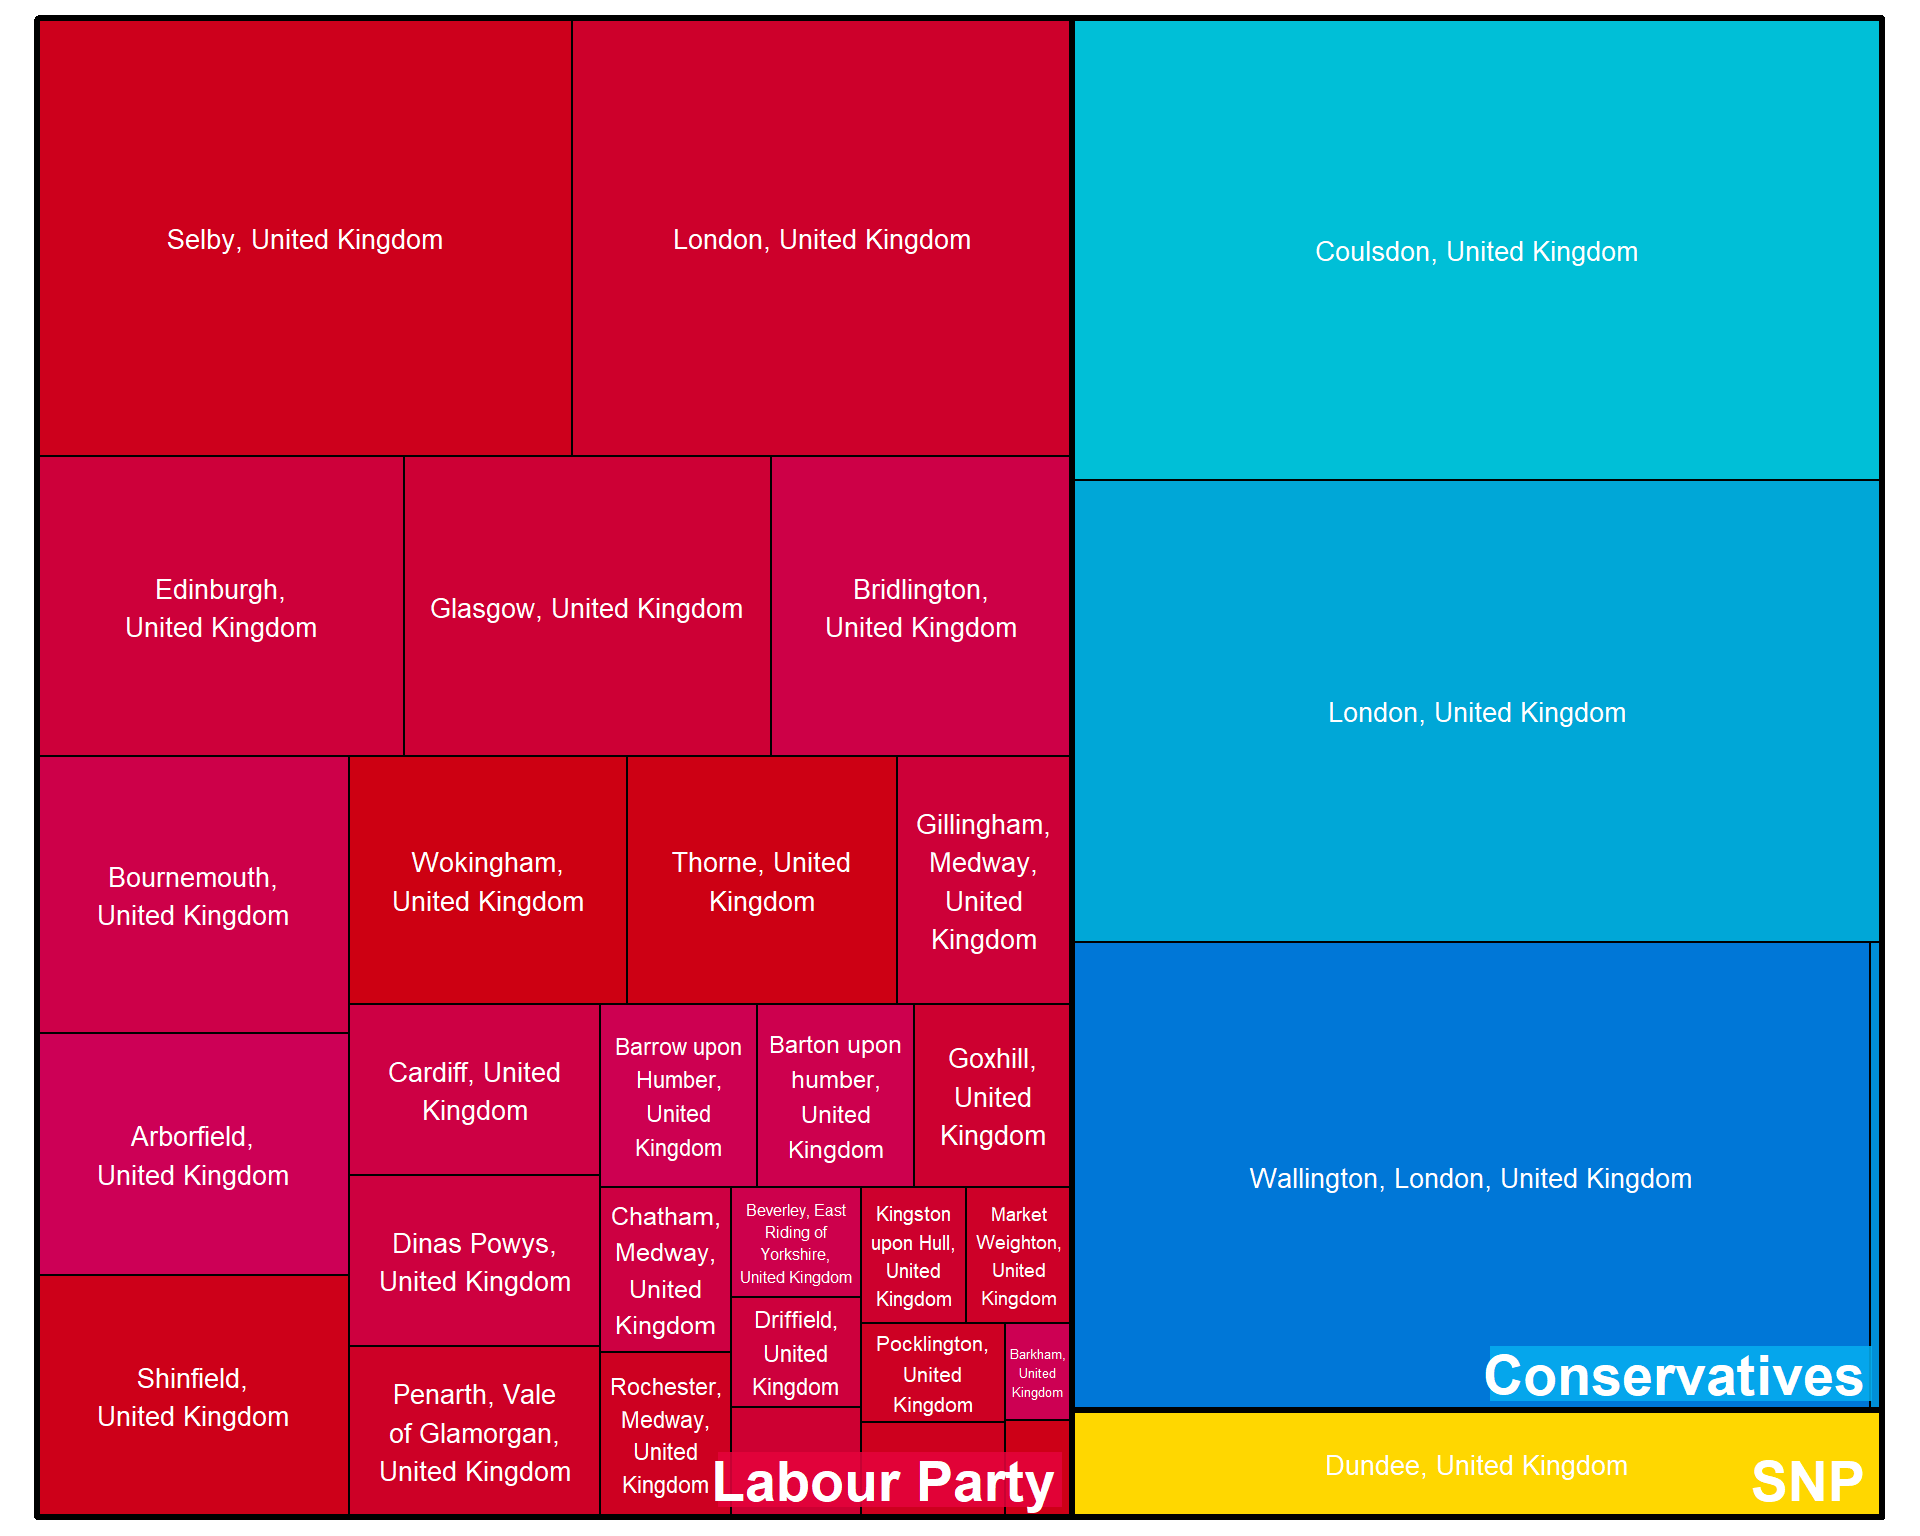 Selby, United Kingdom
London, United Kingdom
Coulsdon, United Kingdom
Edinburgh,
United Kingdom
Glasgow, United Kingdom
Bridlington,
United Kingdom
London, United Kingdom
Bournemouth,
United Kingdom
Wokingham,
United Kingdom
Thorne, United
Kingdom
Gillingham,
Medway,
United
Kingdom
Arborfield,
United Kingdom
Cardiff, United
Kingdom
Barrow upon
Humber,
United
Kingdom
Barton upon
humber,
United
Kingdom
Goxhill,
United
Kingdom
Wallington, London, United Kingdom
Dinas Powys,
United Kingdom
Chatham,
Medway,
United
Kingdom
Beverley, East
Riding of
Yorkshire,
United Kingdom
Kingston
upon Hull,
United
Kingdom
Market
Weighton,
United
Kingdom
Driffield,
United
Kingdom
Pocklington,
United
Kingdom
Barkham,
United
Kingdom
Shinfield,
United Kingdom
Penarth, Vale
of Glamorgan,
United Kingdom
Rochester,
Medway,
United
Kingdom
Labour Party
Conservatives
Dundee, United Kingdom
SNP